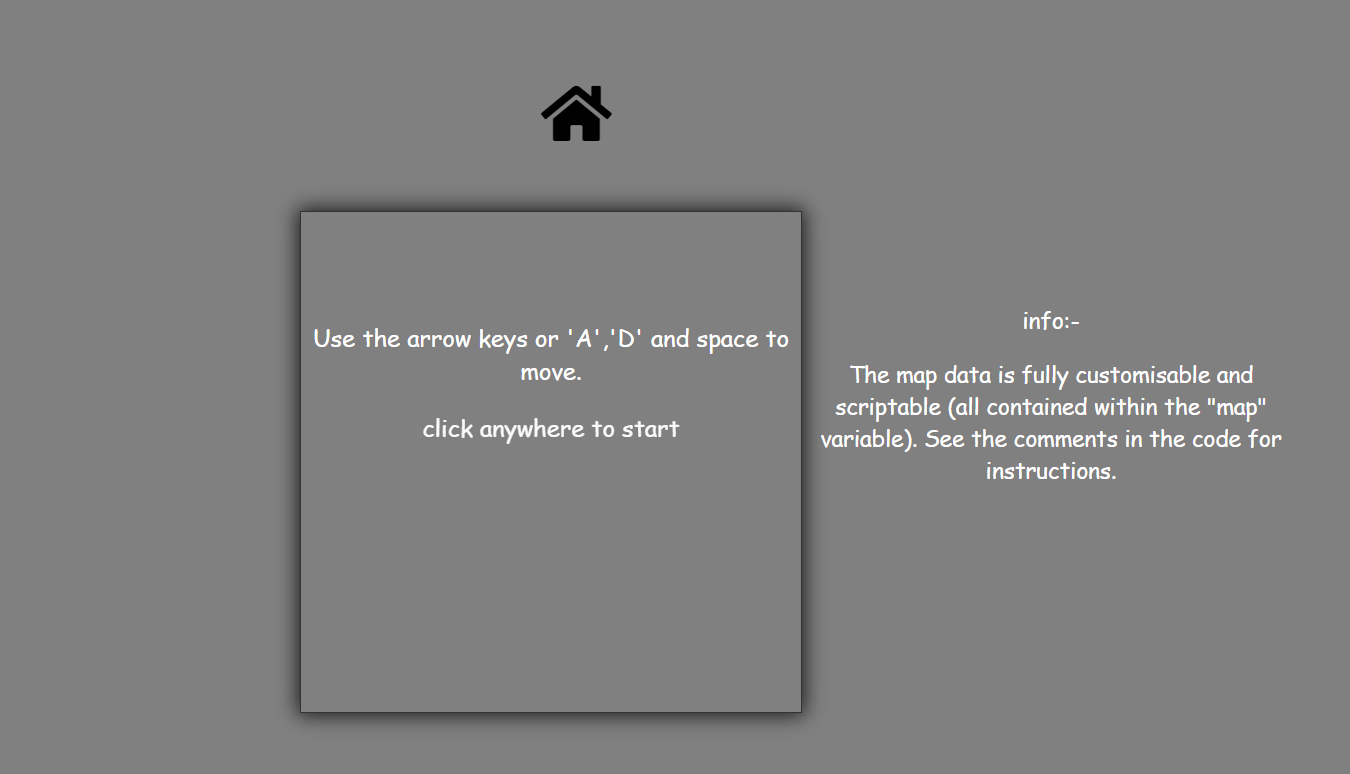 Use the arrow keys or 'A','D' and space to
move.
click anywhere to start
info:-
The map data is fully customisable and
scriptable (all contained within the "map"
variable). See the comments in the code for
instructions.